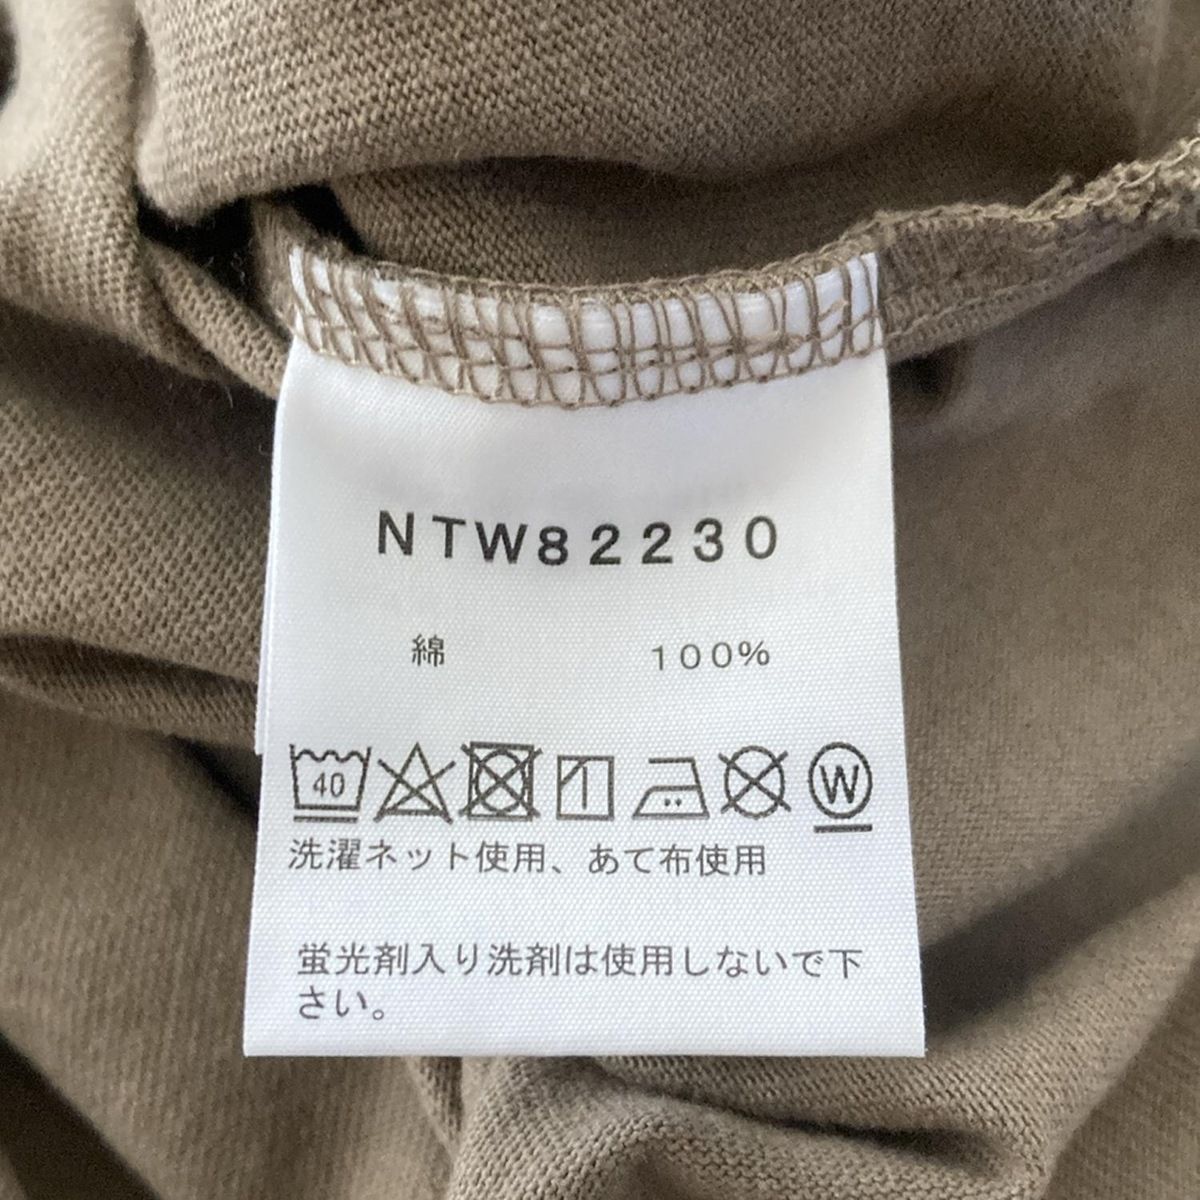 NTW82230
綿 100%
40 W
洗濯ネット使用、あて布使用
蛍光剤入り洗剤は使用しないで下
さい。